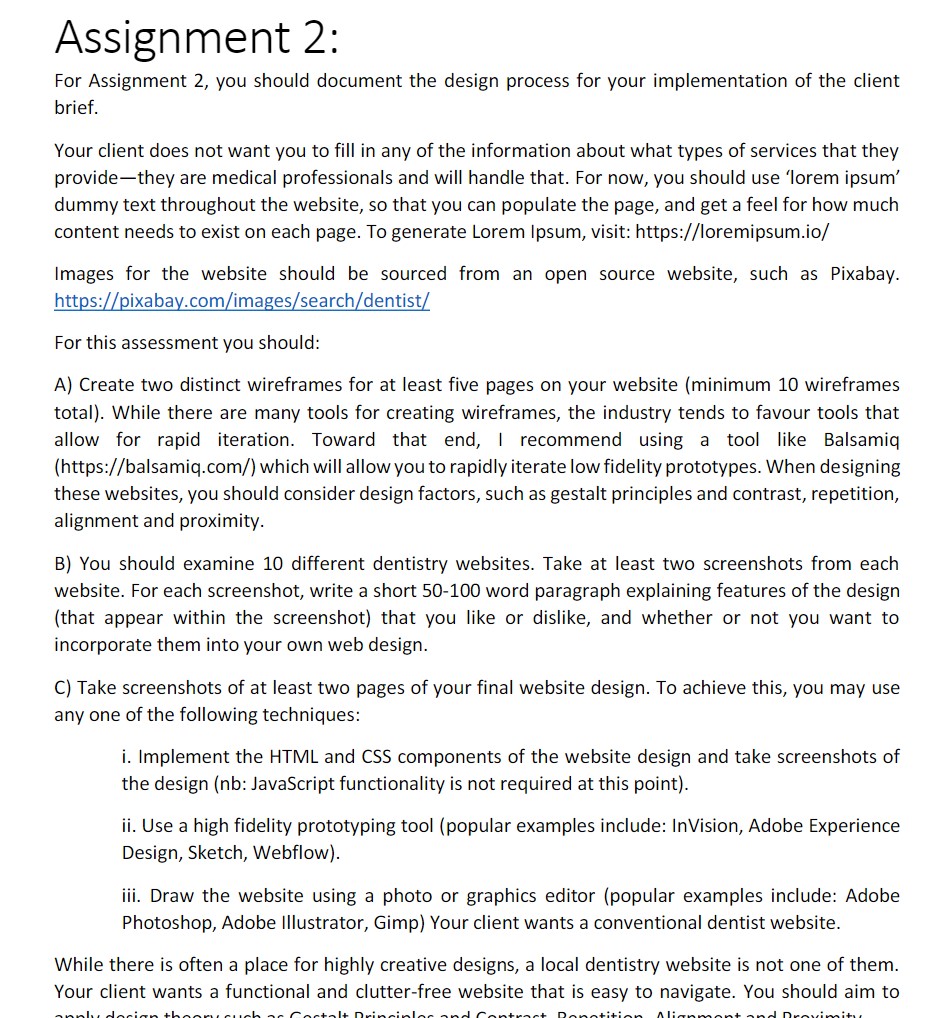 Assignment 2:
For Assignment 2, you should document the design process for your implementation of the client
brief.
Your client does not want you to fill in any of the information about what types of services that they
provide—they are medical professionals and will handle that. For now, you should use ‘lorem ipsum’
dummy text throughout the website, so that you can populate the page, and get a feel for how much
content needs to exist on each page. To generate Lorem Ipsum, visit: https://loremipsum.io/
Images for the website should be sourced from an open source website, such as Pixabay.
https://pixabay.com/images/search/dentist/
For this assessment you should:
A) Create two distinct wireframes for at least five pages on your website (minimum 10 wireframes
total). While there are many tools for creating wireframes, the industry tends to favour tools that
allow for rapid iteration. Toward that end, I recommend using a tool like Balsamiq
(https://balsamiq.com/) which will allow you to rapidly iterate low fidelity prototypes. When designing
these websites, you should consider design factors, such as gestalt principles and contrast, repetition,
alignment and proximity.
B) You should examine 10 different dentistry websites. Take at least two screenshots from each
website. For each screenshot, write a short 50-100 word paragraph explaining features of the design
(that appear within the screenshot) that you like or dislike, and whether or not you want to
incorporate them into your own web design.
C) Take screenshots of at least two pages of your final website design. To achieve this, you may use
any one of the following techniques:
i. Implement the HTML and CSS components of the website design and take screenshots of
the design (nb: JavaScript functionality is not required at this point).
ii. Use a high fidelity prototyping tool (popular examples include: InVision, Adobe Experience
Design, Sketch, Webflow).
iii. Draw the website using a photo or graphics editor (popular examples include: Adobe
Photoshop, Adobe Illustrator, Gimp) Your client wants a conventional dentist website.
While there is often a place for highly creative designs, a local dentistry website is not one of them.
Your client wants a functional and clutter-free website that is easy to navigate. You should aim to
apply design theory such as Gestalt Principles and Contrast, Repetition, Alignment and Proximity